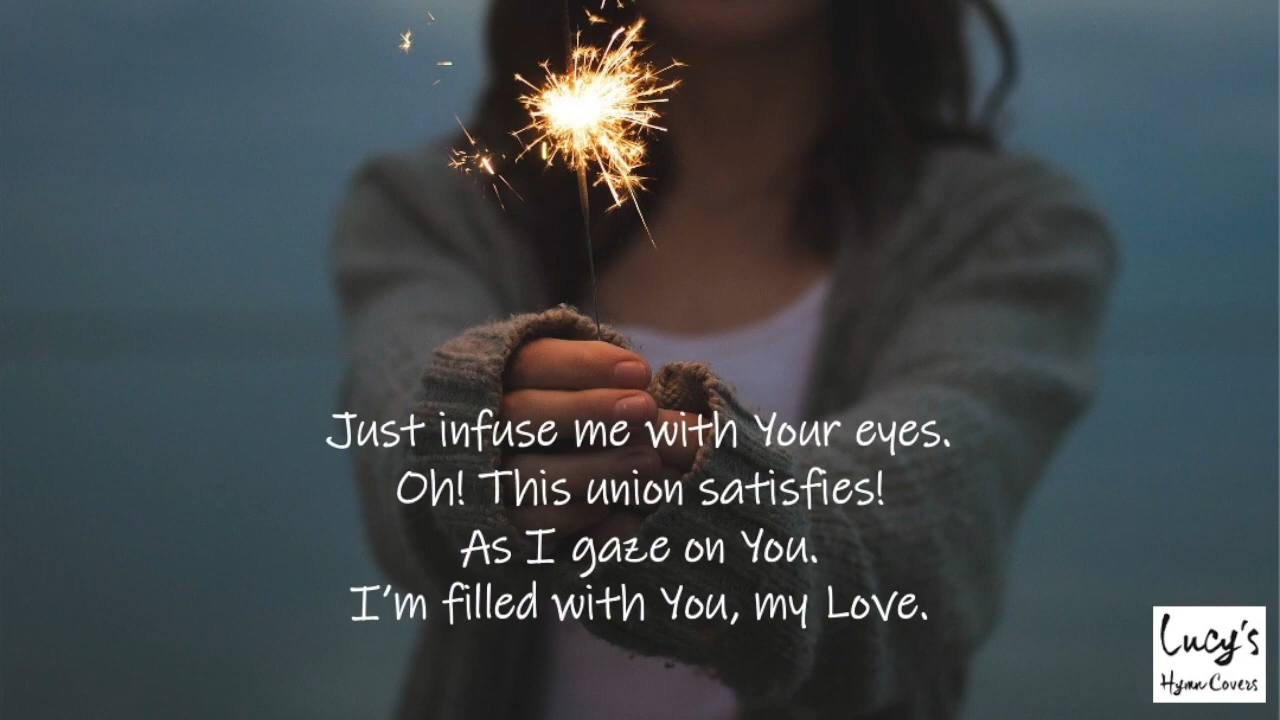 Just infuse me with Your eyes.
Oh! This union satisfies!
As I gaze on You.
I'm filled with You, my Love.
Lucy's
Hymn Covers